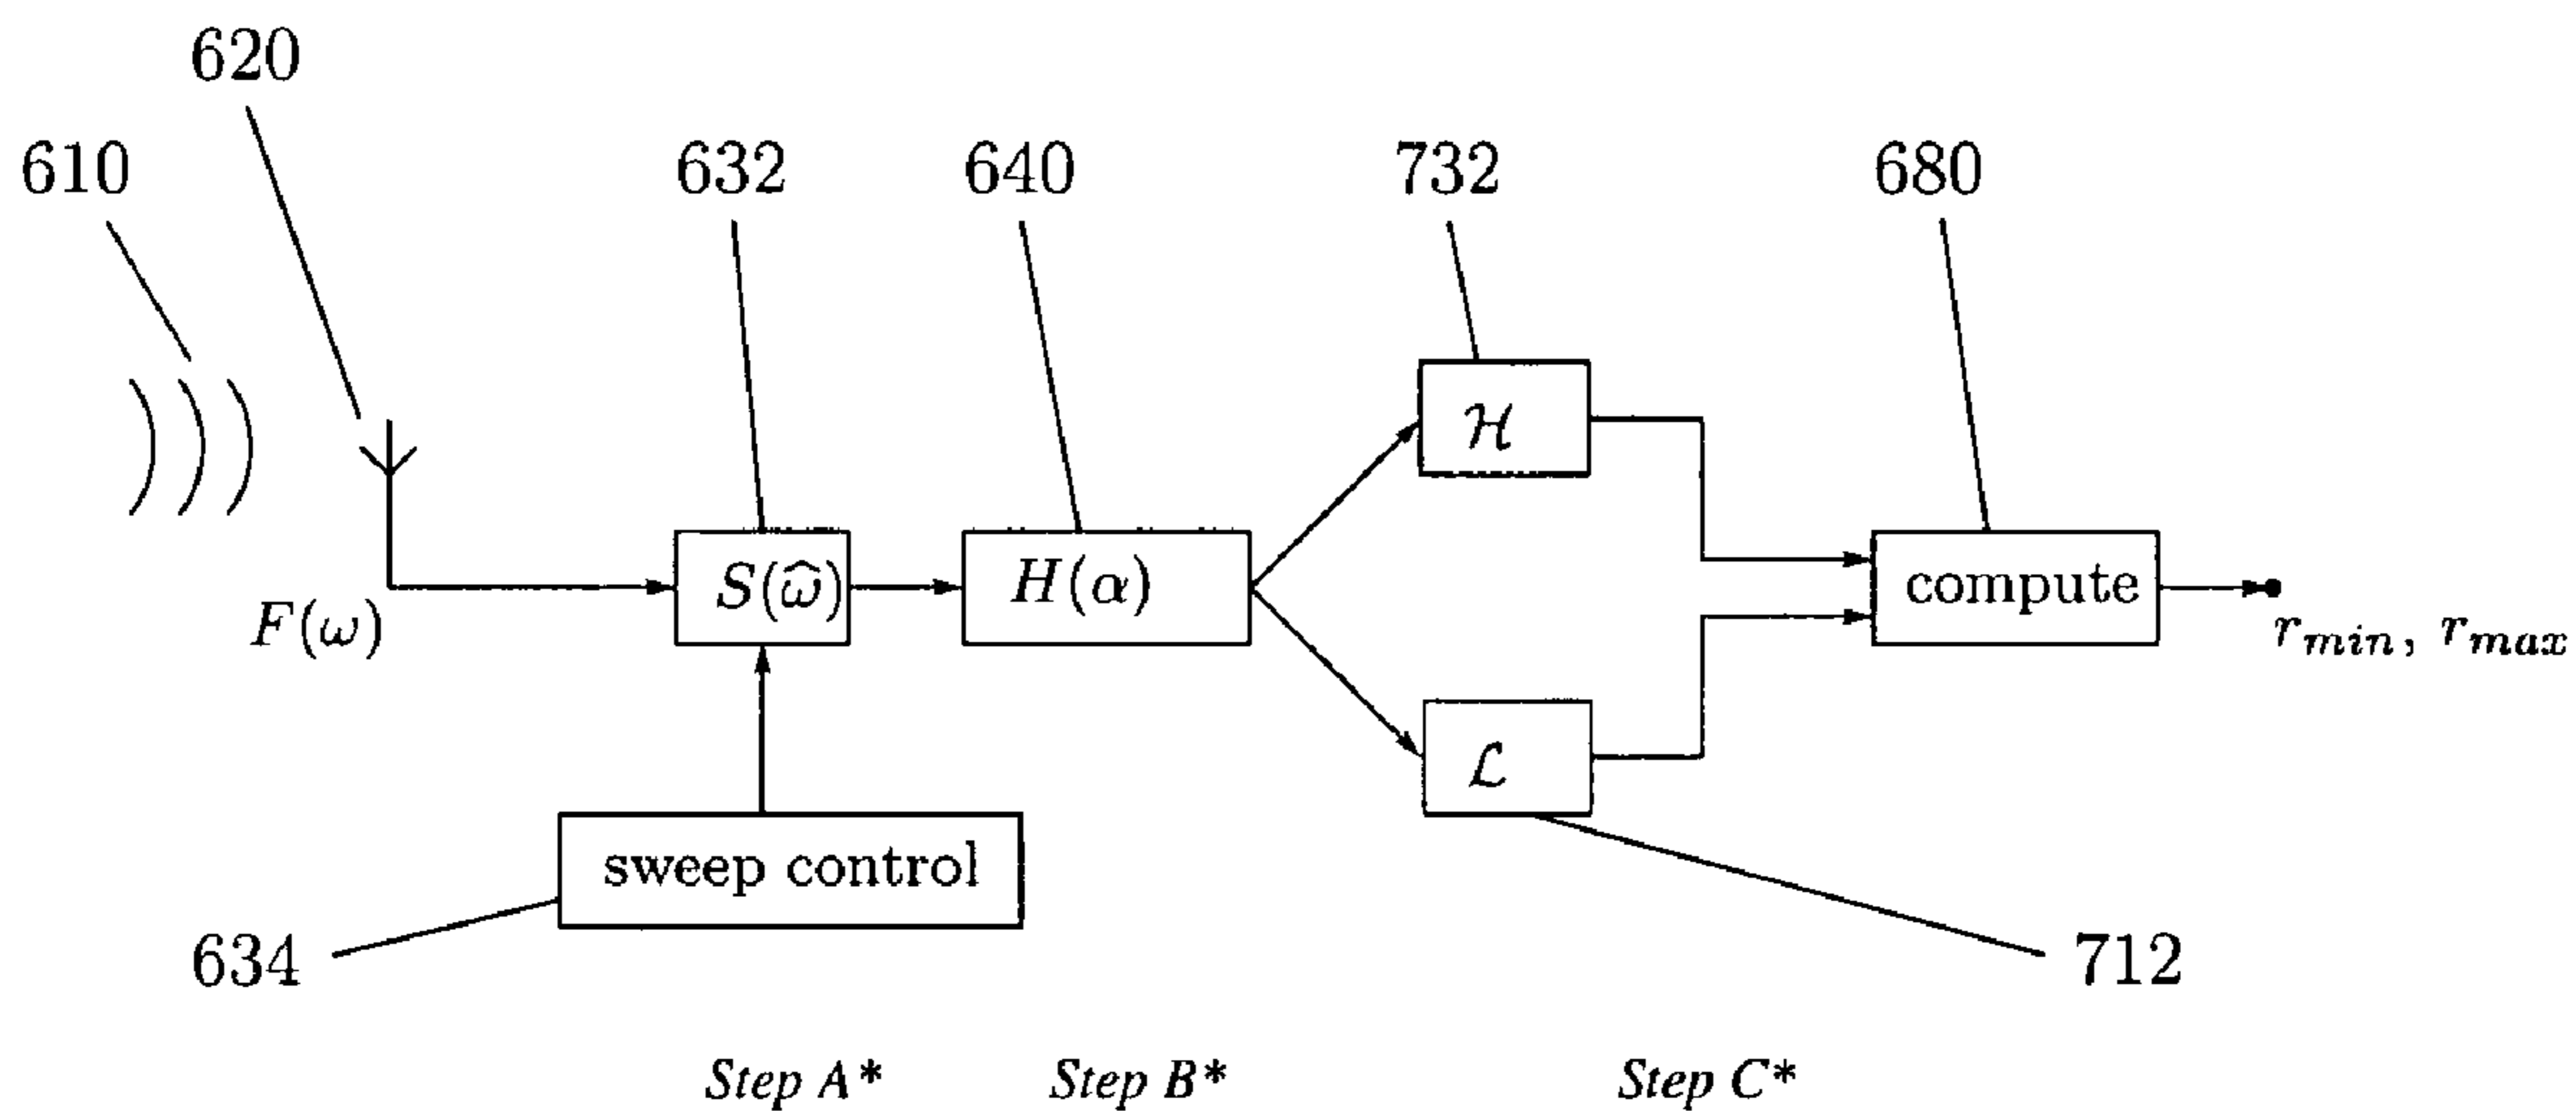 620
610 632 640 732 680
ℋ
F(ω) S(ω̂) H(α) compute r_min, r_max
ℒ
sweep control
634 712
Step A* Step B* Step C*